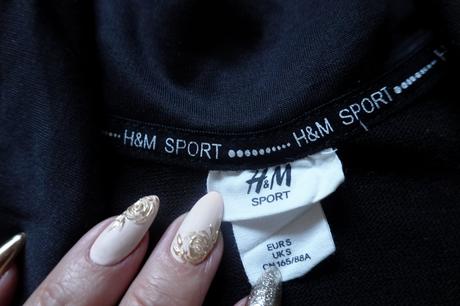 H&M SPORT ●●●●●●●●● H&M SPORT ●●●●●●
H&M
SPORT
EUR S
UK S
CN 165/88A